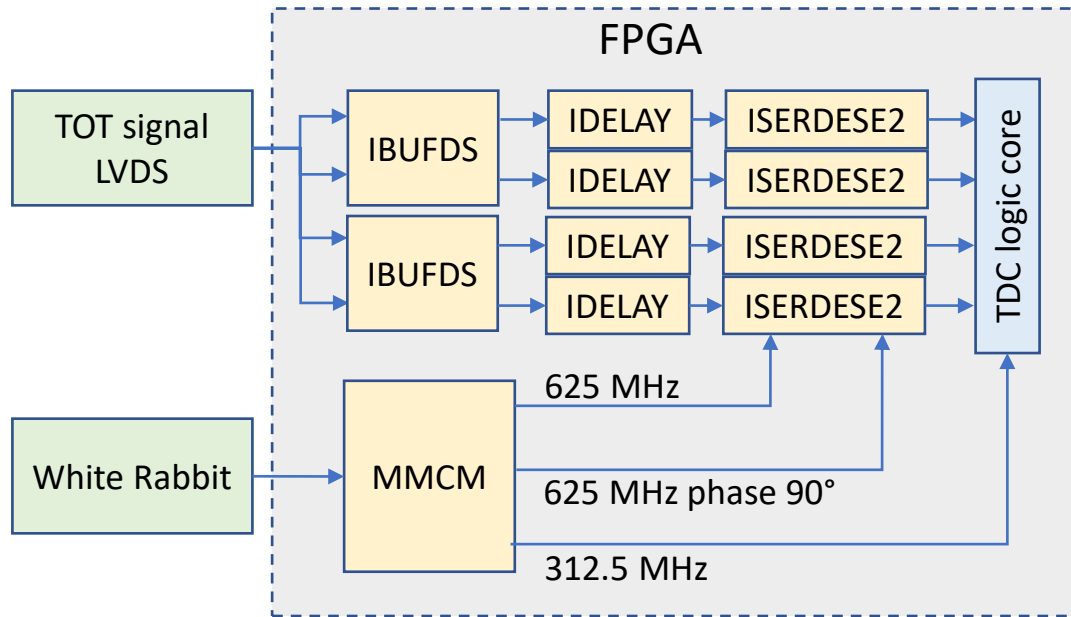 FPGA
TOT signal
LVDS
IBUFDS
IDELAY
ISERDESE2
IDELAY
ISERDESE2
IBUFDS
IDELAY
ISERDESE2
IDELAY
ISERDESE2
TDC logic core
White Rabbit
MMCM
625 MHz
625 MHz phase 90°
312.5 MHz